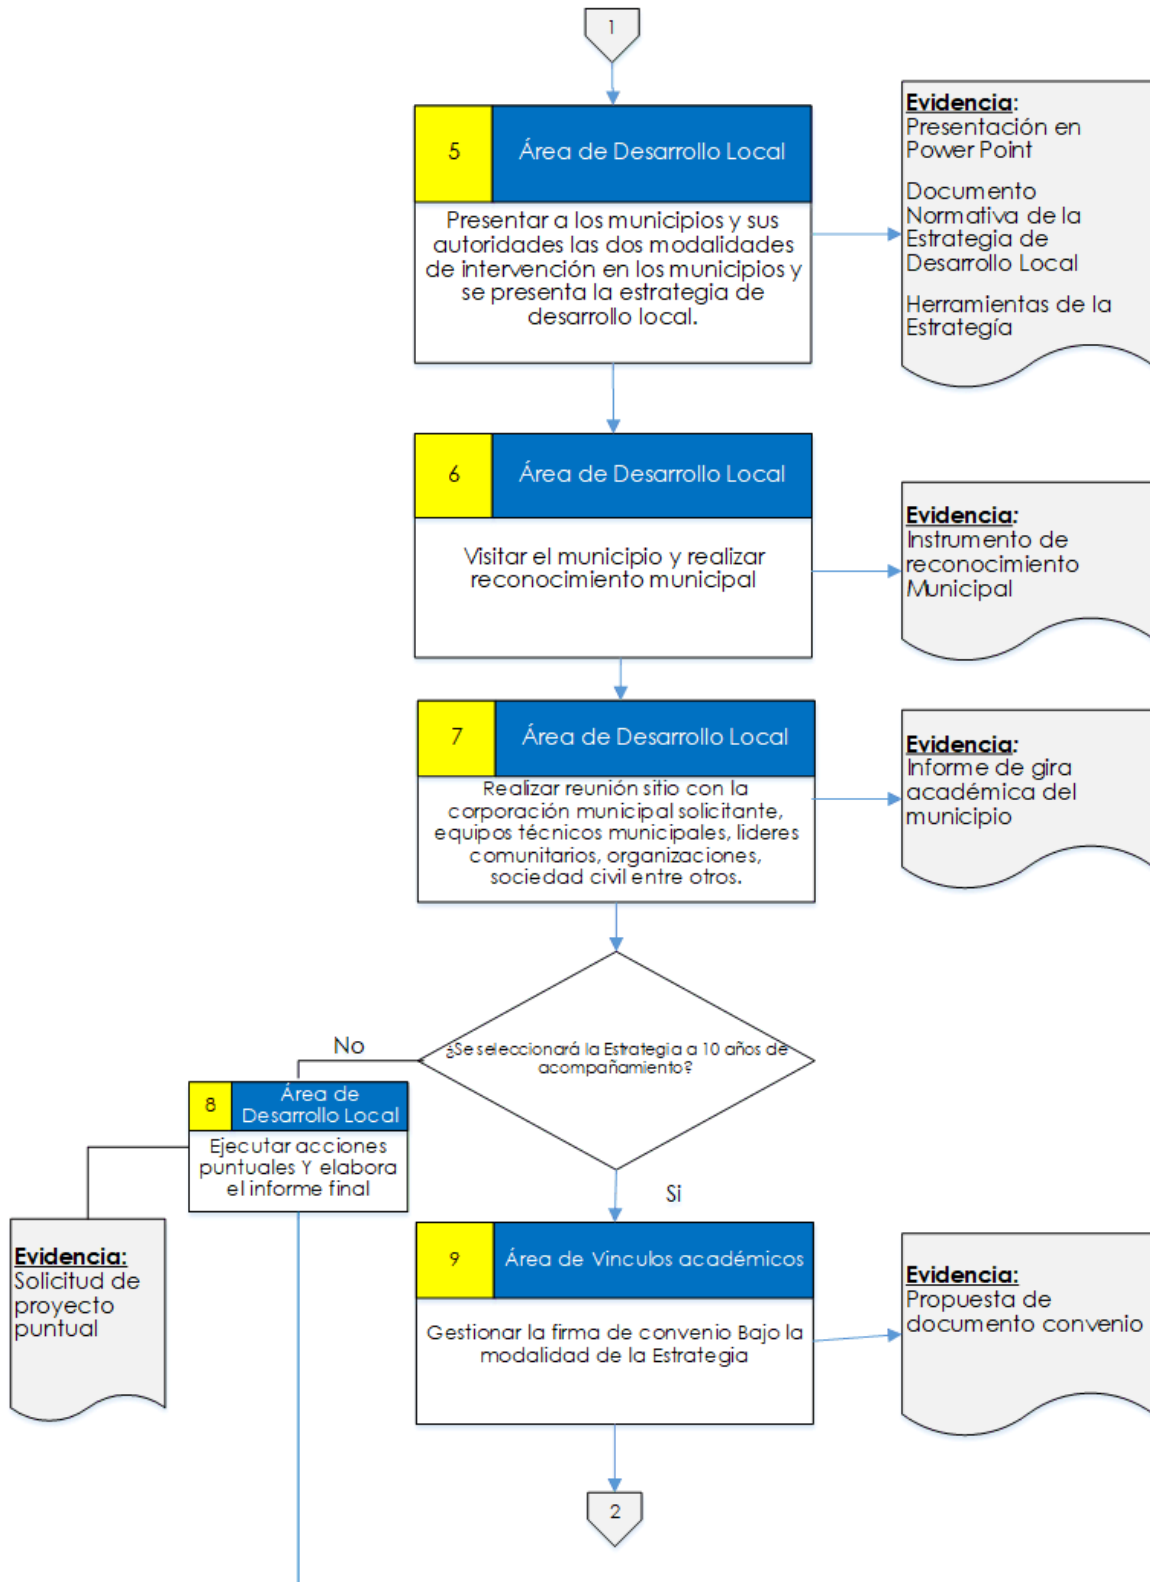 1
5
Área de Desarrollo Local
Presentar a los municipios y sus
autoridades las dos modalidades
de intervención en los municipios y
se presenta la estrategia de
desarrollo local.
Evidencia:
Presentación en
Power Point
Documento
Normativa de la
Estrategia de
Desarrollo Local
Herramientas de la
Estrategía
6
Área de Desarrollo Local
Visitar el municipio y realizar
reconocimiento municipal
Evidencia:
Instrumento de
reconocimiento
Municipal
7
Área de Desarrollo Local
Realizar reunión sitio con la
corporación municipal solicitante,
equipos técnicos municipales, lideres
comunitarios, organizaciones,
sociedad civil entre otros.
Evidencia:
Informe de gira
académica del
municipio
¿Se seleccionará la Estrategia a 10 años de
acompañamiento?
No
8
Área de
Desarrollo Local
Ejecutar acciones
puntuales Y elabora
el informe final
Evidencia:
Solicitud de
proyecto
puntual
Si
9
Área de Vinculos académicos
Gestionar la firma de convenio Bajo la
modalidad de la Estrategia
Evidencia:
Propuesta de
documento convenio
2